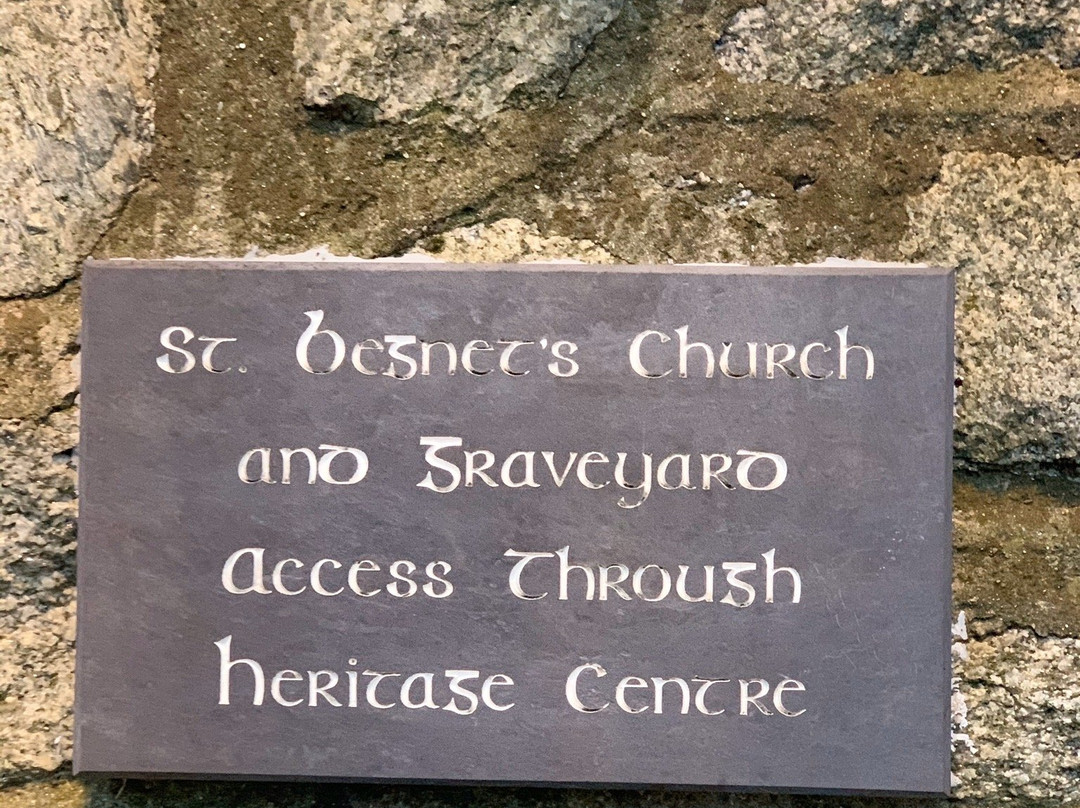 St. Begnet's Church
and Graveyard
Access Through
Heritage Centre